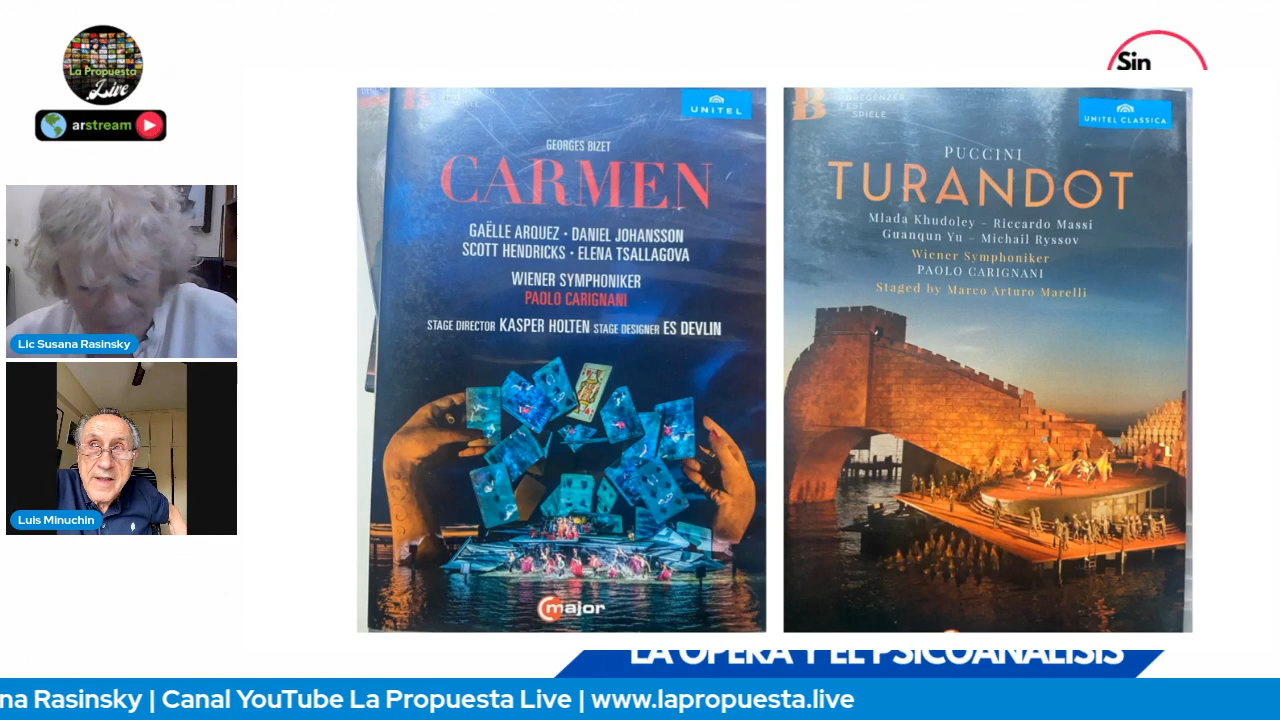 La Propuesta
Live
arstream
Sin
Lic Susana Rasinsky
Luis Minuchin
UNITEL
GEORGES BIZET
CARMEN
GAËLLE ARQUEZ · DANIEL JOHANSSON
SCOTT HENDRICKS · ELENA TSALLAGOVA
WIENER SYMPHONIKER
PAOLO CARIGNANI
STAGE DIRECTOR KASPER HOLTEN STAGE DESIGNER ES DEVLIN
major
B BREGENZER
FEST
SPIELE
UNITEL CLASSICA
PUCCINI
TURANDOT
Mlada Khudoley – Riccardo Massi
Guanqun Yu – Michail Ryssov
Wiener Symphoniker
PAOLO CARIGNANI
Staged by Marco Arturo Marelli
LA OPERA Y EL PSICOANALISIS
na Rasinsky | Canal YouTube La Propuesta Live | www.lapropuesta.live